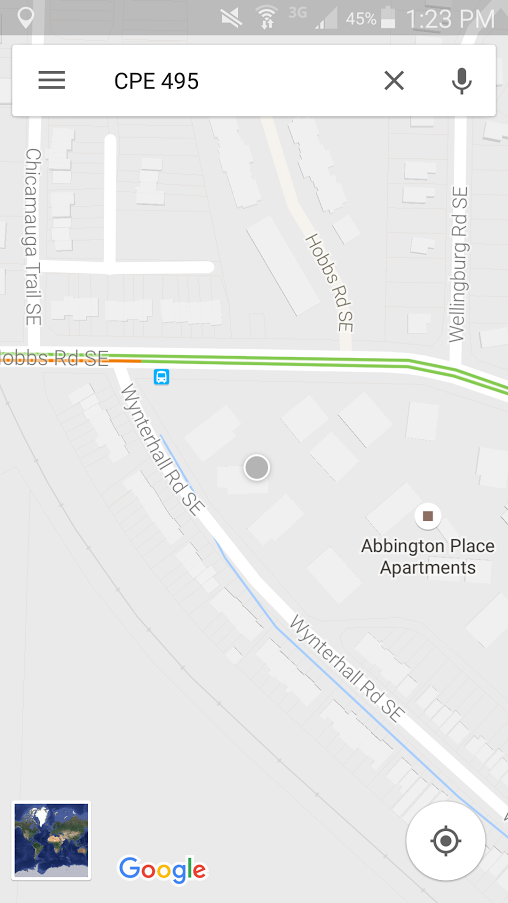 3G 45% 1:23 PM
CPE 495
Chicamauga Trail SE
Hobbs Rd SE
Wellingburg Rd SE
obbs Rd SE
Wynterhall Rd SE
Abbington Place
Apartments
Wynterhall Rd SE
Google